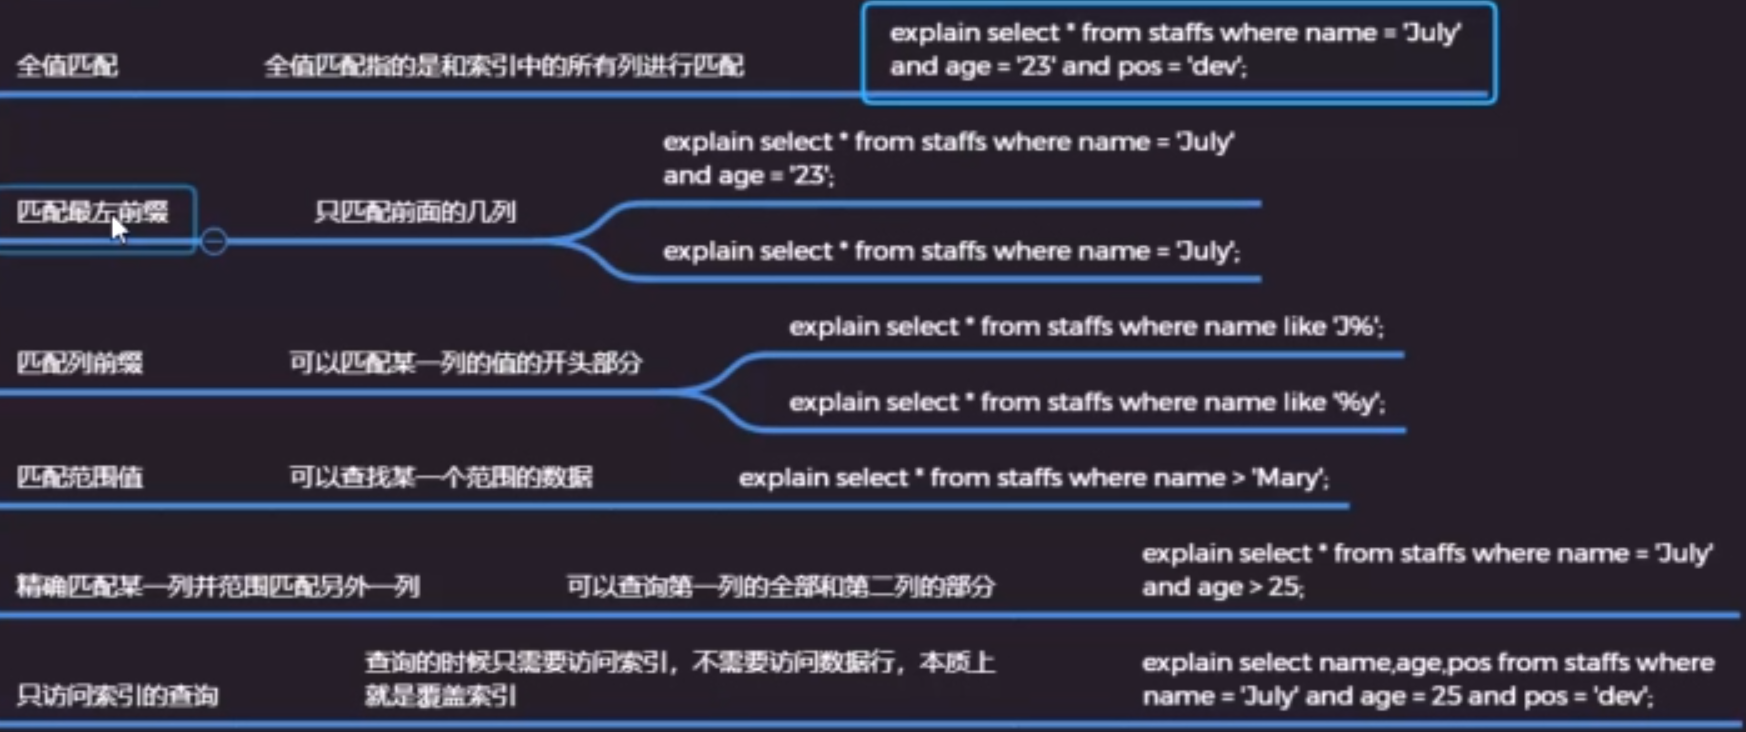 全值匹配
全值匹配指的是和索引中的所有列进行匹配
explain select * from staffs where name = 'July'
and age = '23' and pos = 'dev';
匹配最左前缀
只匹配前面的几列
explain select * from staffs where name = 'July'
and age = '23';
explain select * from staffs where name = 'July';
匹配列前缀
可以匹配某一列的值的开头部分
explain select * from staffs where name like 'J%';
explain select * from staffs where name like '%y';
匹配范围值
可以查找某一个范围的数据
explain select * from staffs where name > 'Mary';
精确匹配某一列并范围匹配另外一列
可以查询第一列的全部和第二列的部分
explain select * from staffs where name = 'July'
and age > 25;
只访问索引的查询
查询的时候只需要访问索引，不需要访问数据行，本质上
就是覆盖索引
explain select name,age,pos from staffs where
name = 'July' and age = 25 and pos = 'dev';